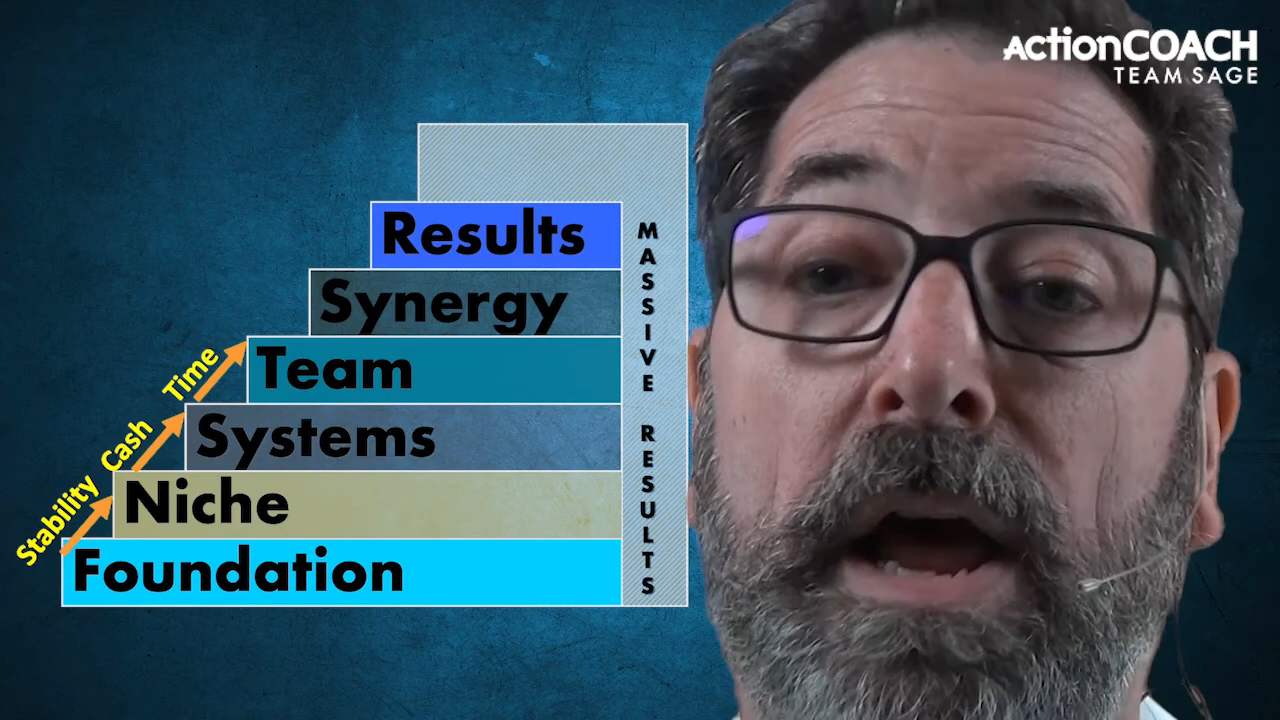 ActionCOACH
TEAM SAGE
Results
Synergy
Team
Systems
Niche
Foundation
Stability
Cash
Time
MASSIVE RESULTS